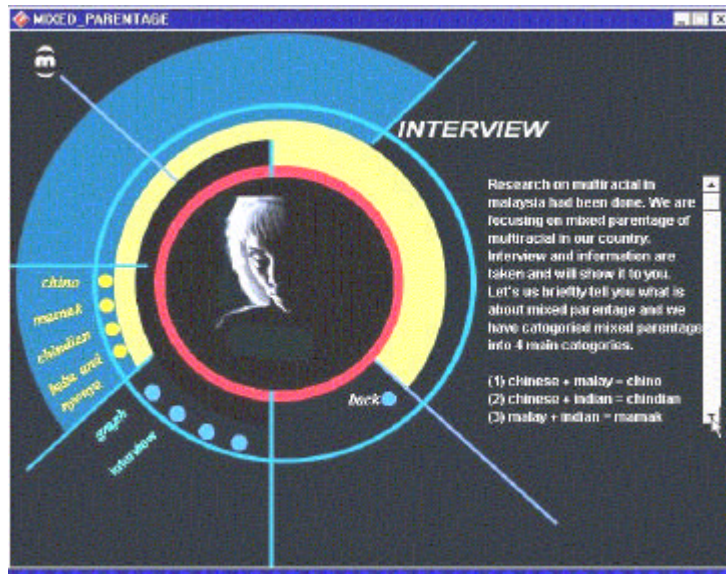 MIXED_PARENTAGE
m
INTERVIEW
Research on multiracial in
malaysia had been done. We are
focusing on mixed parentage of
multiracial in our country.
Interview and information are
taken and will show it to you.
Let's us briefly tell you what is
about mixed parentage and we
have catogoried mixed parentage
into 4 main catogories.
(1) chinese + malay = chino
(2) chinese + indian = chindian
(3) malay + indian = mamak
chino
mamak
chindian
baba and
nyonya
graph
interview
back